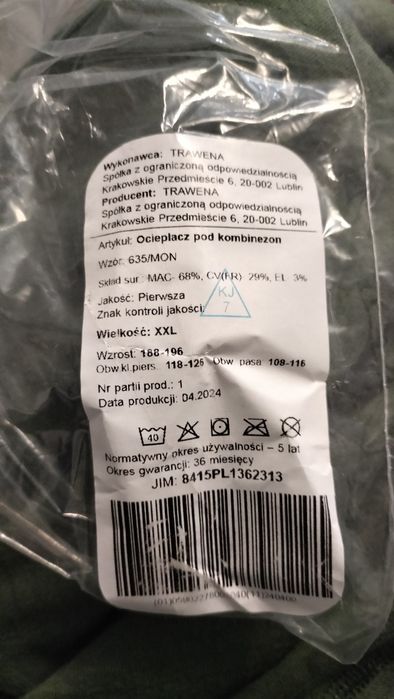 Wykonawca: TRAWENA
Spółka z ograniczoną odpowiedzialnością
Krakowskie Przedmieście 6, 20-002 Lublin
Producent: TRAWENA
Spółka z ograniczoną odpowiedzialnością
Krakowskie Przedmieście 6, 20-002 Lublin
Artykuł: Ocieplacz pod kombinezon
Wzór: 635/MON
Skład sur.: MAC- 68%, CV(FR) 29%, EL 3%
Jakość: Pierwsza
Znak kontroli jakości:
KJ
7
Wielkość: XXL
Wzrost: 188-196
Obw.kl.piers. 118-125 Obw. pasa: 109-116
Nr partii prod.: 1
Data produkcji: 04.2024
40
Normatywny okres używalności – 5 lat
Okres gwarancji: 36 miesięcy
JIM: 8415PL1362313